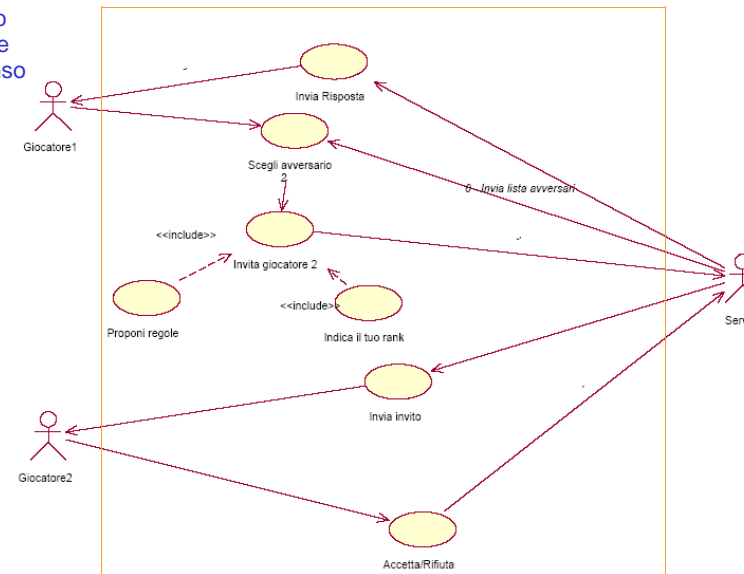 o
e
so
Invia Risposta
Giocatore1
Scegli avversario
2
0 - Invia lista avversari
<<include>>
Invita giocatore 2
<<include>>
Proponi regole
Indica il tuo rank
Serv
Invia invito
Giocatore2
Accetta/Rifiuta